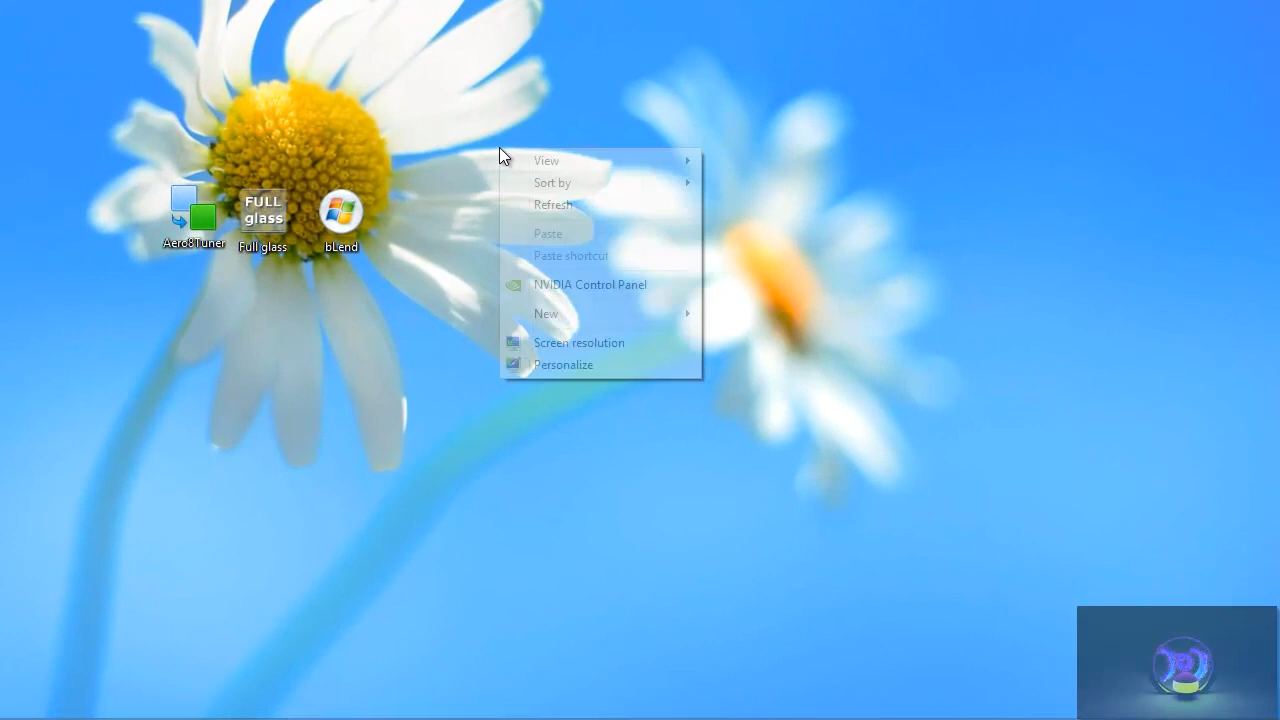 Aero8Tuner
FULL
glass
Full glass
bLend
View
Sort by
Refresh
Paste
Paste shortcut
NVIDIA Control Panel
New
Screen resolution
Personalize